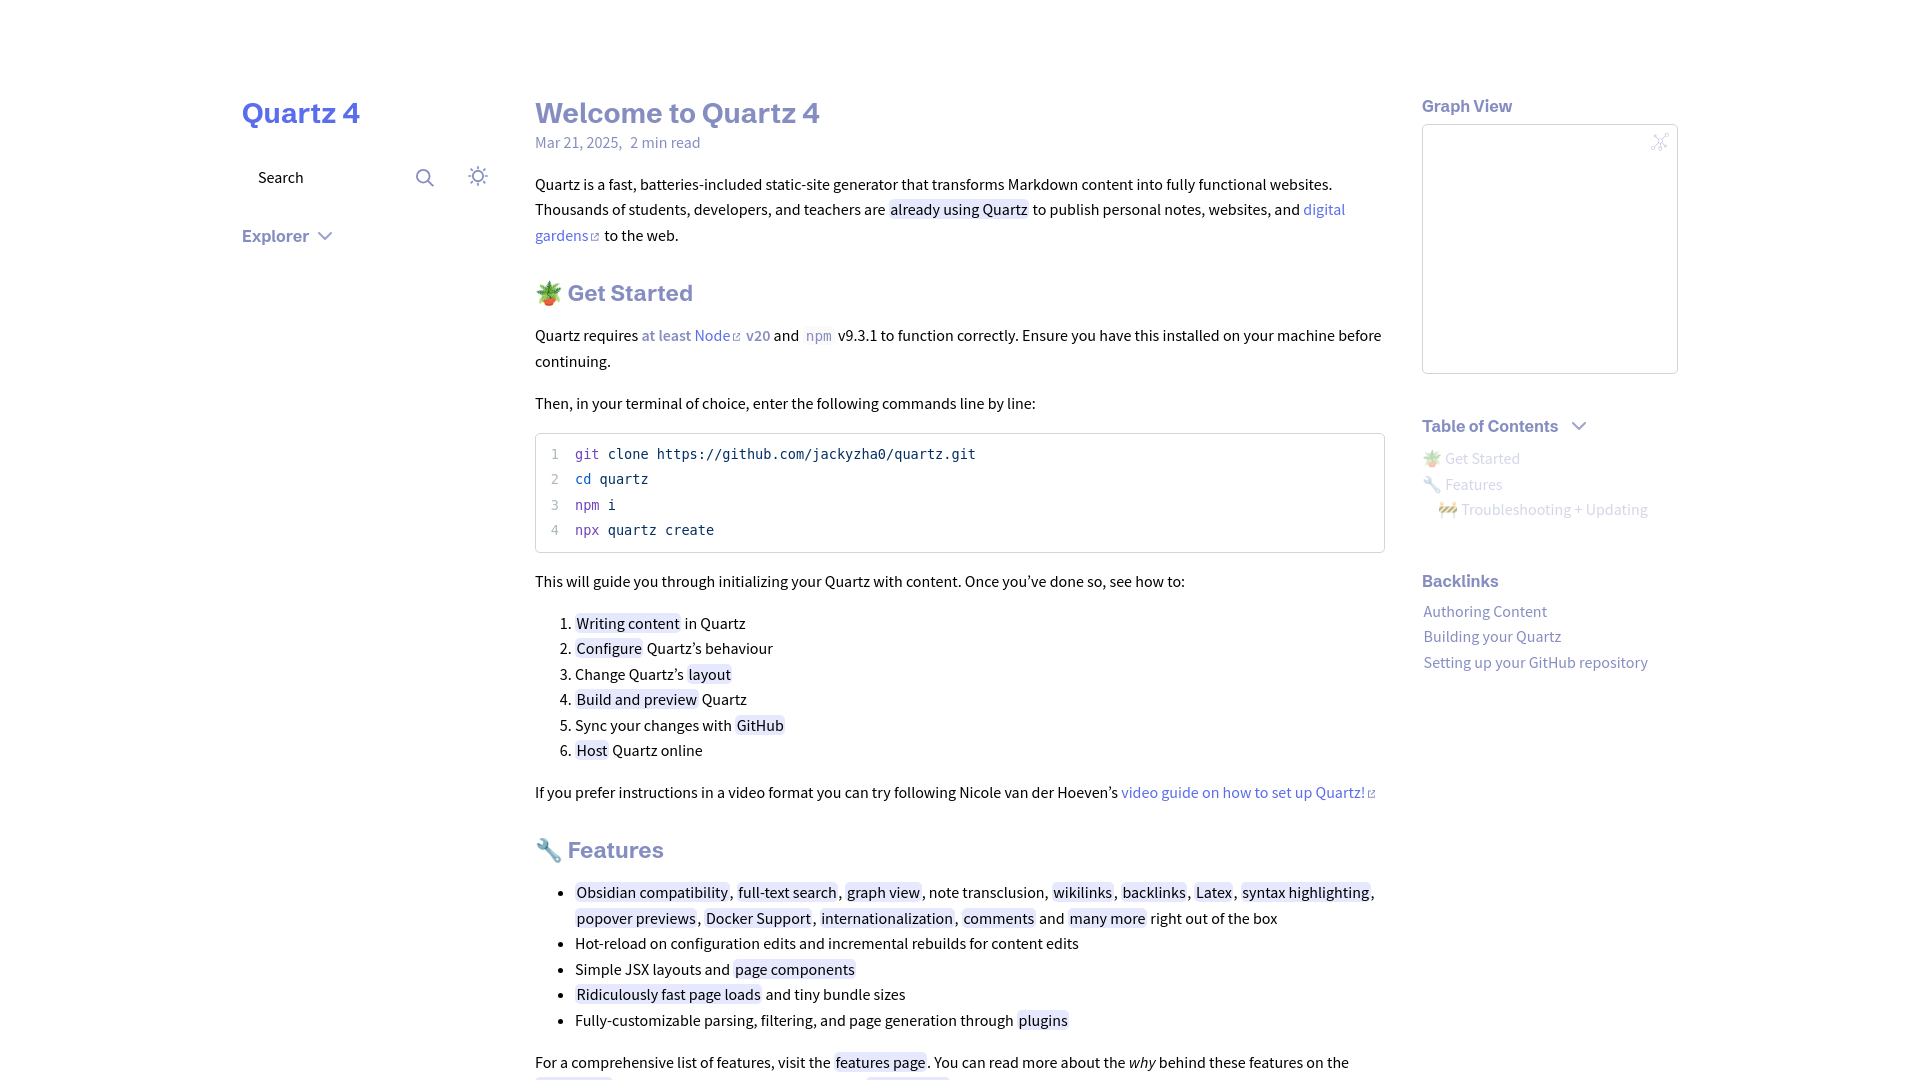 Quartz 4
Search
Explorer
Welcome to Quartz 4
Mar 21, 2025, 2 min read
Quartz is a fast, batteries-included static-site generator that transforms Markdown content into fully functional websites.
Thousands of students, developers, and teachers are already using Quartz to publish personal notes, websites, and digital
gardens to the web.
🪴 Get Started
Quartz requires at least Node v20 and npm v9.3.1 to function correctly. Ensure you have this installed on your machine before
continuing.
Then, in your terminal of choice, enter the following commands line by line:
1 git clone https://github.com/jackyzha0/quartz.git
2 cd quartz
3 npm i
4 npx quartz create
This will guide you through initializing your Quartz with content. Once you’ve done so, see how to:
1. Writing content in Quartz
2. Configure Quartz’s behaviour
3. Change Quartz’s layout
4. Build and preview Quartz
5. Sync your changes with GitHub
6. Host Quartz online
If you prefer instructions in a video format you can try following Nicole van der Hoeven’s video guide on how to set up Quartz!
🔧 Features
• Obsidian compatibility, full-text search, graph view, note transclusion, wikilinks, backlinks, Latex, syntax highlighting,
popover previews, Docker Support, internationalization, comments and many more right out of the box
• Hot-reload on configuration edits and incremental rebuilds for content edits
• Simple JSX layouts and page components
• Ridiculously fast page loads and tiny bundle sizes
• Fully-customizable parsing, filtering, and page generation through plugins
For a comprehensive list of features, visit the features page. You can read more about the why behind these features on the
Graph View
Table of Contents
🪴 Get Started
🔧 Features
🚧 Troubleshooting + Updating
Backlinks
Authoring Content
Building your Quartz
Setting up your GitHub repository